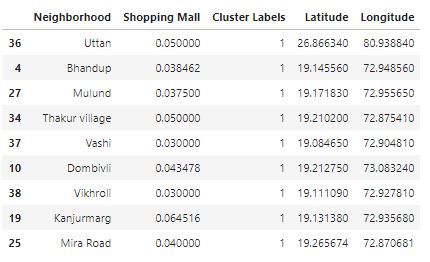 Neighborhood Shopping Mall Cluster Labels Latitude Longitude
36 Uttan 0.050000 1 26.866340 80.938840
4 Bhandup 0.038462 1 19.145560 72.948560
27 Mulund 0.037500 1 19.171830 72.955650
34 Thakur village 0.050000 1 19.210200 72.875410
37 Vashi 0.030000 1 19.084650 72.904810
10 Dombivli 0.043478 1 19.212750 73.083240
38 Vikhroli 0.030000 1 19.111090 72.927810
19 Kanjurmarg 0.064516 1 19.131380 72.935680
25 Mira Road 0.040000 1 19.265674 72.870681